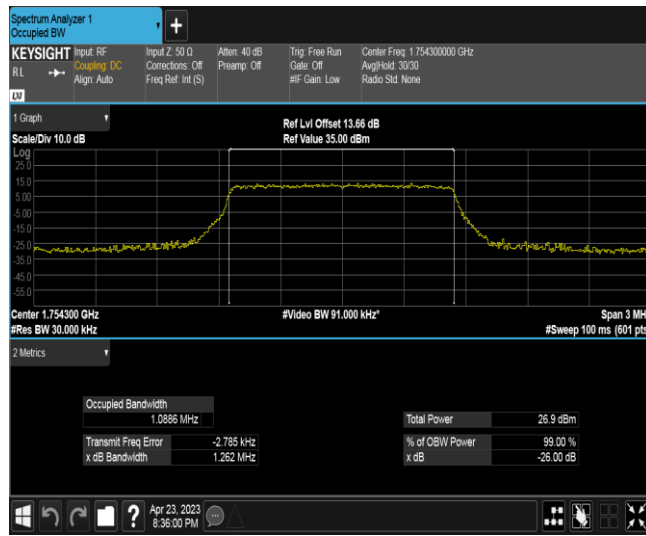 Spectrum Analyzer 1
Occupied BW
+
KEYSIGHT Input: RF Input Z: 50 Ω Atten: 40 dB Trig: Free Run Center Freq: 1.754300000 GHz
RL Coupling: DC Corrections: Off Preamp: Off Gate: Off Avg|Hold: 30/30
Align: Auto Freq Ref: Int (S) #IF Gain: Low Radio Std: None
LXI
1 Graph
Ref Lvl Offset 13.66 dB
Scale/Div 10.0 dB Ref Value 35.00 dBm
Log
25.0
15.0
5.00
-5.00
-15.0
-25.0
-35.0
-45.0
-55.0
Center 1.754300 GHz #Video BW 91.000 kHz* Span 3 MH
#Res BW 30.000 kHz #Sweep 100 ms (601 pts
2 Metrics
Occupied Bandwidth
1.0886 MHz Total Power 26.9 dBm
Transmit Freq Error -2.785 kHz % of OBW Power 99.00 %
x dB Bandwidth 1.262 MHz x dB -26.00 dB
? Apr 23, 2023
8:36:00 PM